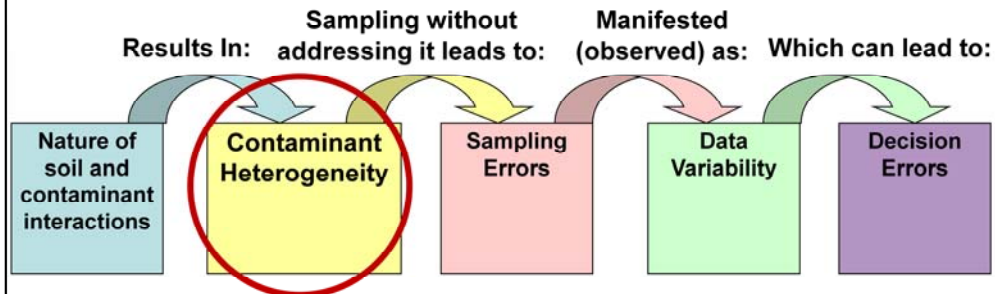 Results In:
Sampling without
addressing it leads to:
Manifested
(observed) as:
Which can lead to:
Nature of
soil and
contaminant
interactions
Contaminant
Heterogeneity
Sampling
Errors
Data
Variability
Decision
Errors